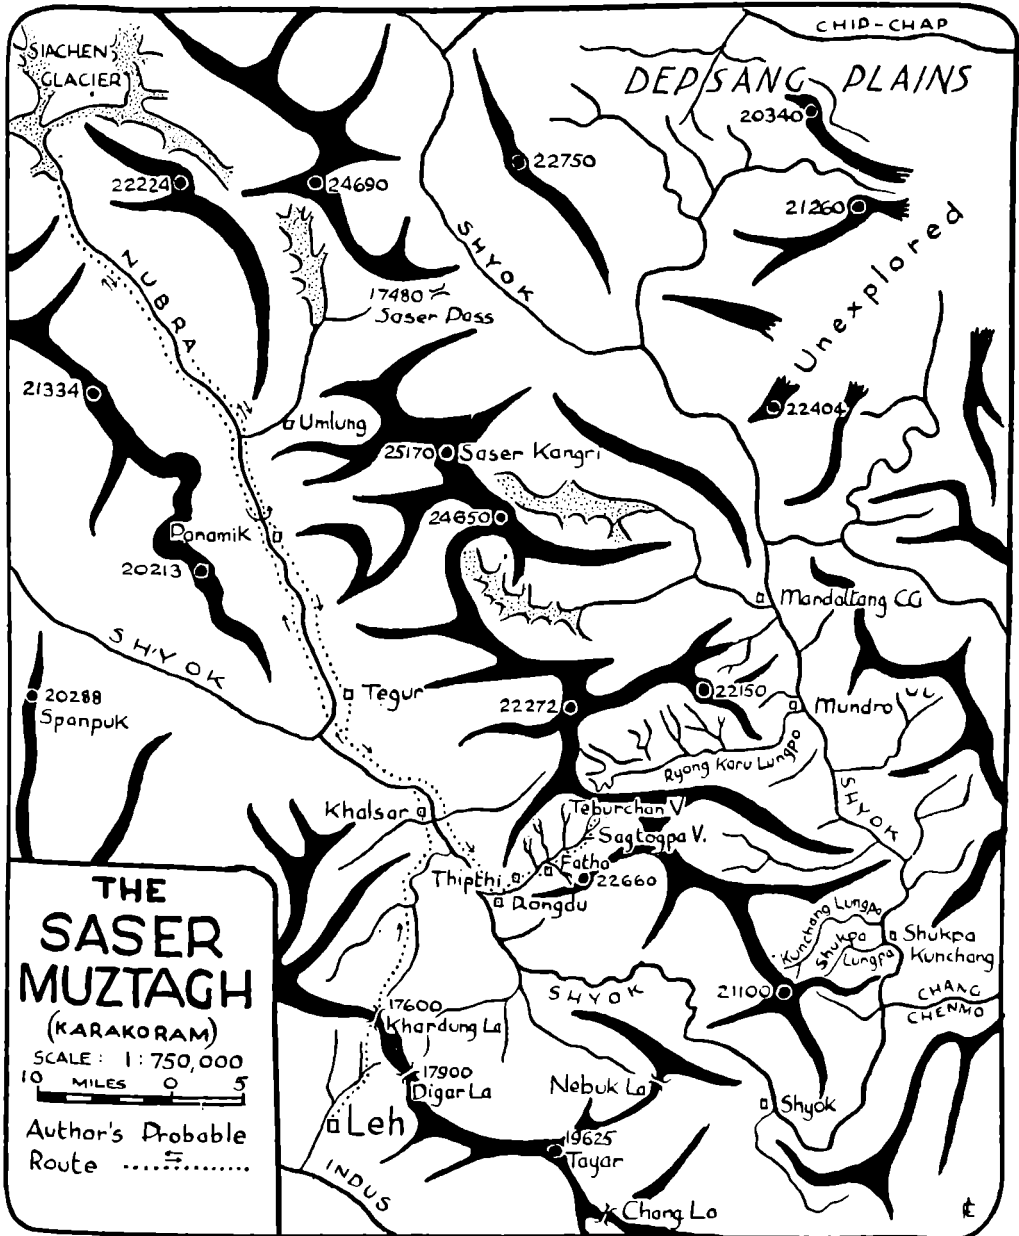 CHIP-CHAP
SIACHEN
GLACIER
DEPSANG PLAINS
20340
22750
22224
24690
21260
SHYOK
NUBRA
Unexplored
17480
Saser Pass
21334
22404
Umlung
25170 Saser Kangri
24650
Panamik
20213
Mandaltang CG
SHYOK
Tegur
20288
Spanpuk
22272
22150
Mundro
Ryong Karu Lungpo
SHYOK
Khalsar
Teburchan V
Sagtogpa V.
Fatha
Thipthi
22660
Rongdu
THE
SASER
MUZTAGH
(KARAKORAM)
SCALE: 1:750,000
10 MILES 0 5
Author's Probable
Route
Kunchang Lungpa
Shukpa
Lungpa
Shukpa
Kunchang
21100
SHYOK
CHANG
CHENMO
17600
Khardung La
17900
Digar La
Nebuk La
Shyok
Leh
19625
Tayar
INDUS
Chang La